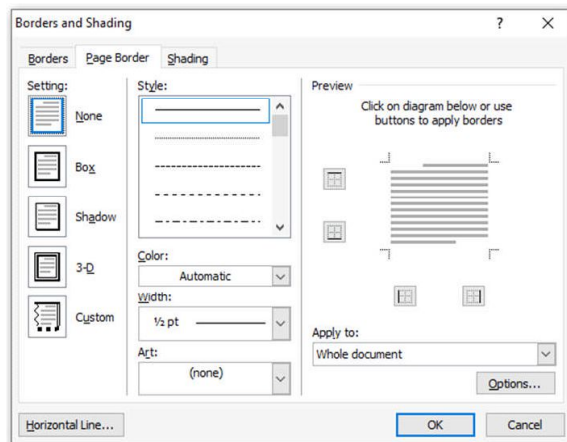 Borders and Shading
? X
Borders Page Border Shading
Setting:
None
Box
Shadow
3-D
Custom
Style:
Color:
Automatic
Width:
½ pt
Art:
(none)
Preview
Click on diagram below or use
buttons to apply borders
Apply to:
Whole document
Options...
Horizontal Line...
OK
Cancel